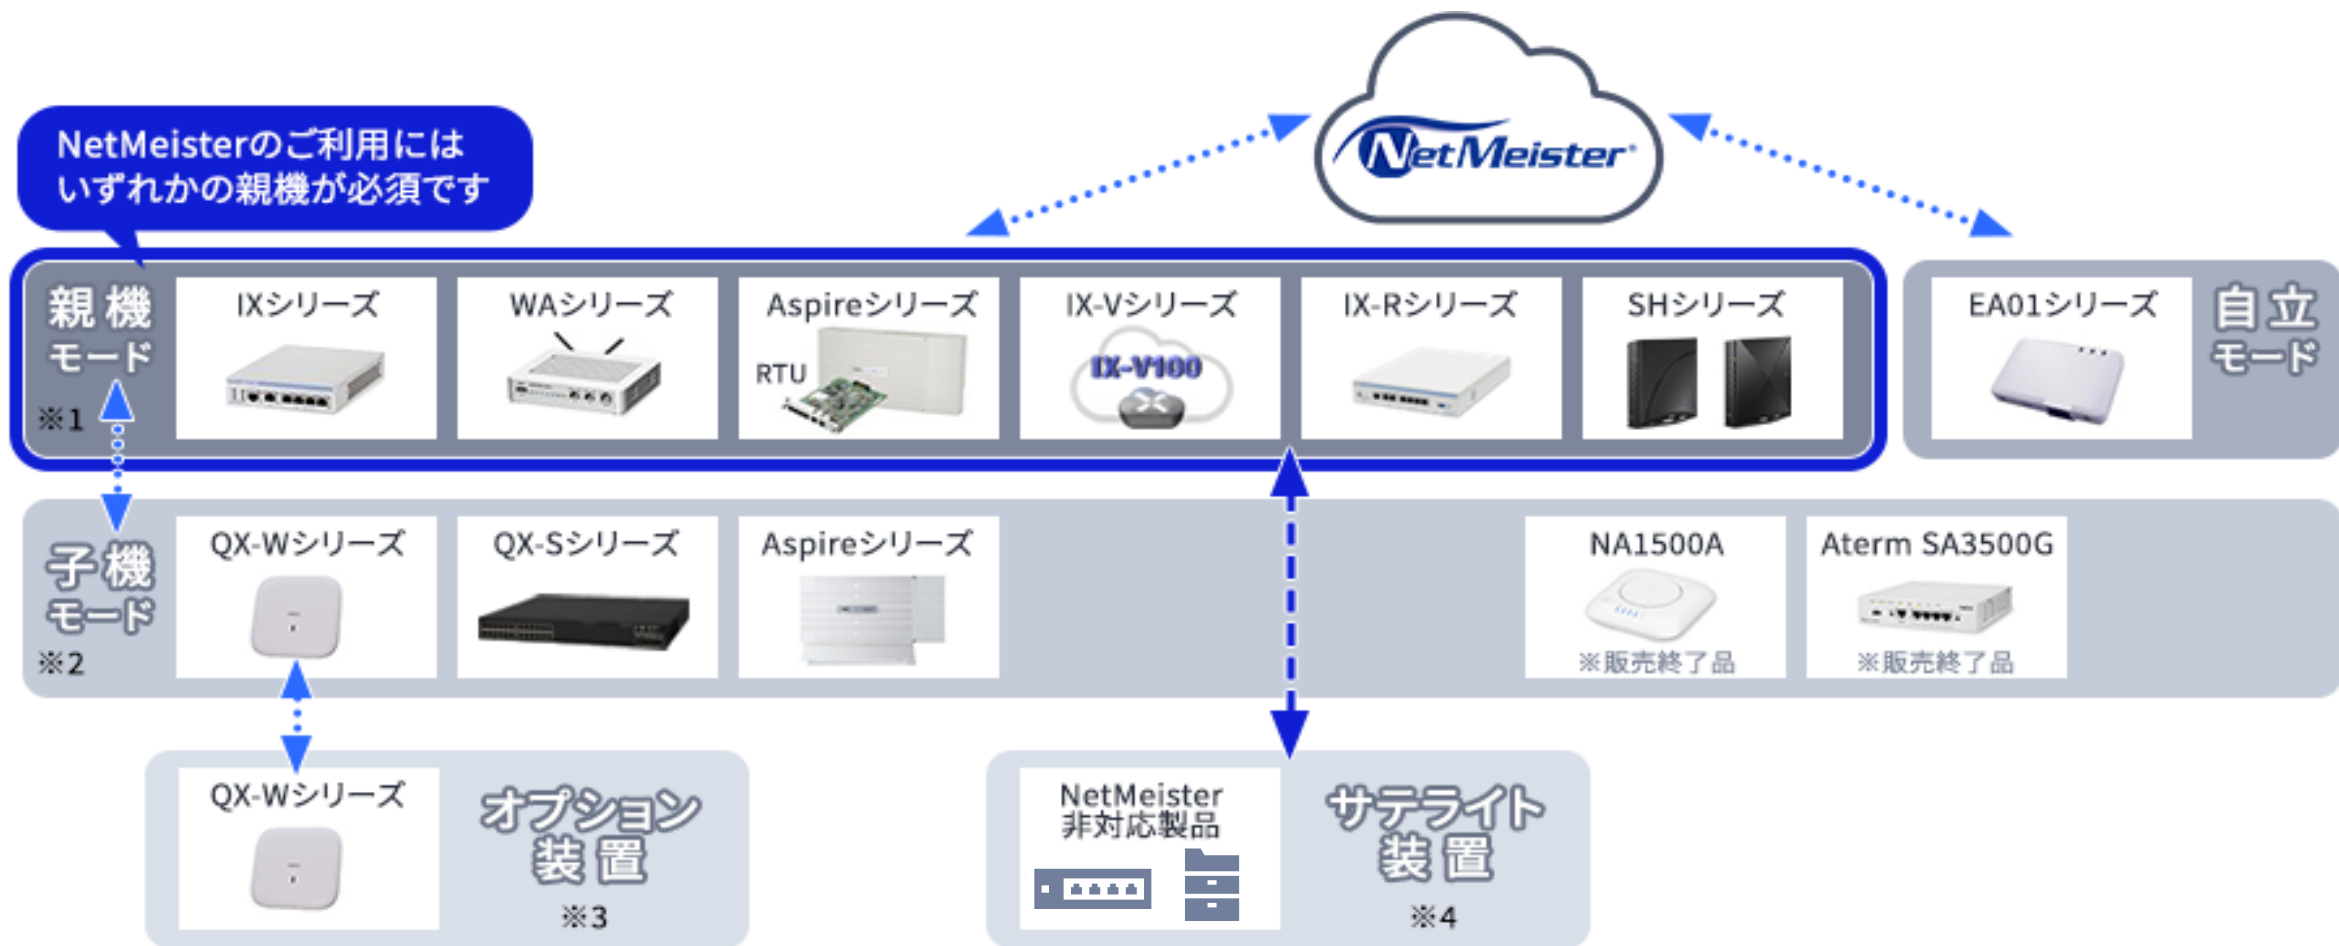 NetMeister®
NetMeisterのご利用には
いずれかの親機が必須です
親機
モード
※1
IXシリーズ
WAシリーズ
Aspireシリーズ
RTU
IX-Vシリーズ
IX-V100
IX-Rシリーズ
SHシリーズ
EA01シリーズ
自立
モード
子機
モード
※2
QX-Wシリーズ
QX-Sシリーズ
Aspireシリーズ
NA1500A
※販売終了品
Aterm SA3500G
※販売終了品
QX-Wシリーズ
オプション
装置
※3
NetMeister
非対応製品
サテライト
装置
※4